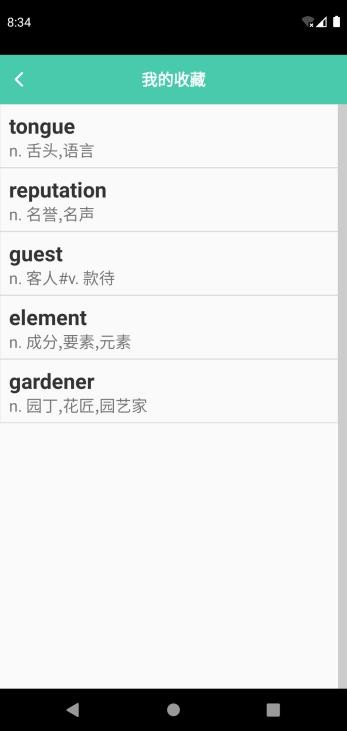 8:34
我的收藏
tongue
n. 舌头,语言
reputation
n. 名誉,名声
guest
n. 客人#v. 款待
element
n. 成分,要素,元素
gardener
n. 园丁,花匠,园艺家